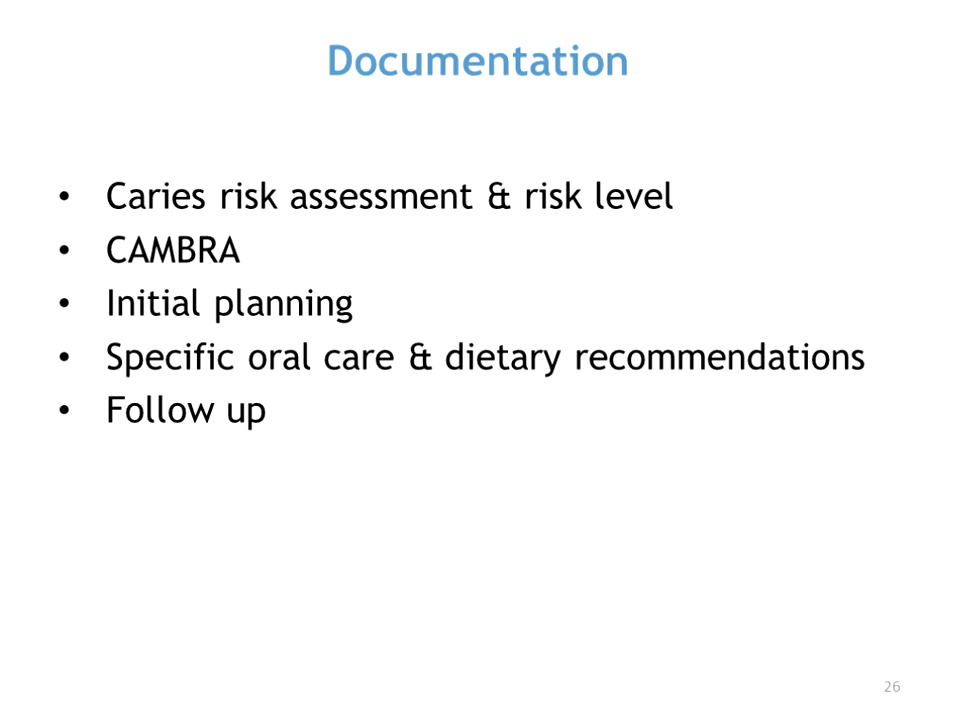 Documentation
• Caries risk assessment & risk level
• CAMBRA
• Initial planning
• Specific oral care & dietary recommendations
• Follow up
26